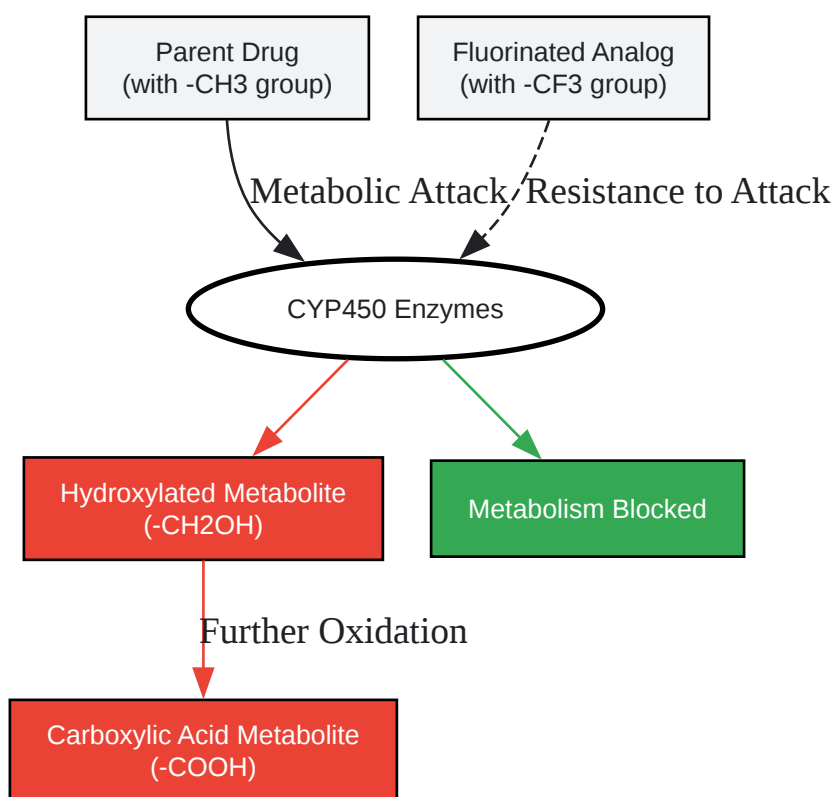 Parent Drug
(with -CH3 group)
Fluorinated Analog
(with -CF3 group)
Metabolic Attack
Resistance to Attack
CYP450 Enzymes
Hydroxylated Metabolite
(-CH2OH)
Metabolism Blocked
Further Oxidation
Carboxylic Acid Metabolite
(-COOH)